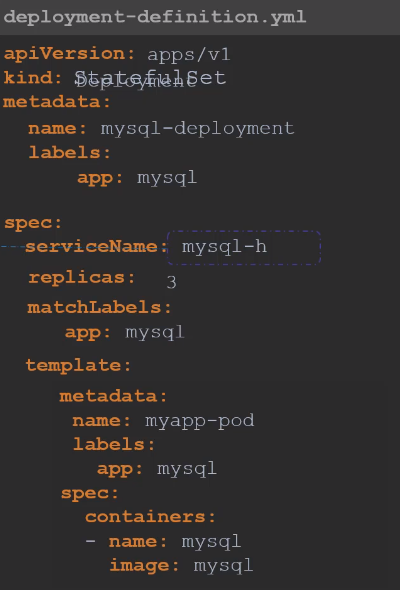 deployment-definition.yml
apiVersion: apps/v1
kind: StatefulSet
Deployment
metadata:
name: mysql-deployment
labels:
app: mysql
spec:
serviceName: mysql-h
replicas: 3
matchLabels:
app: mysql
template:
metadata:
name: myapp-pod
labels:
app: mysql
spec:
containers:
- name: mysql
image: mysql